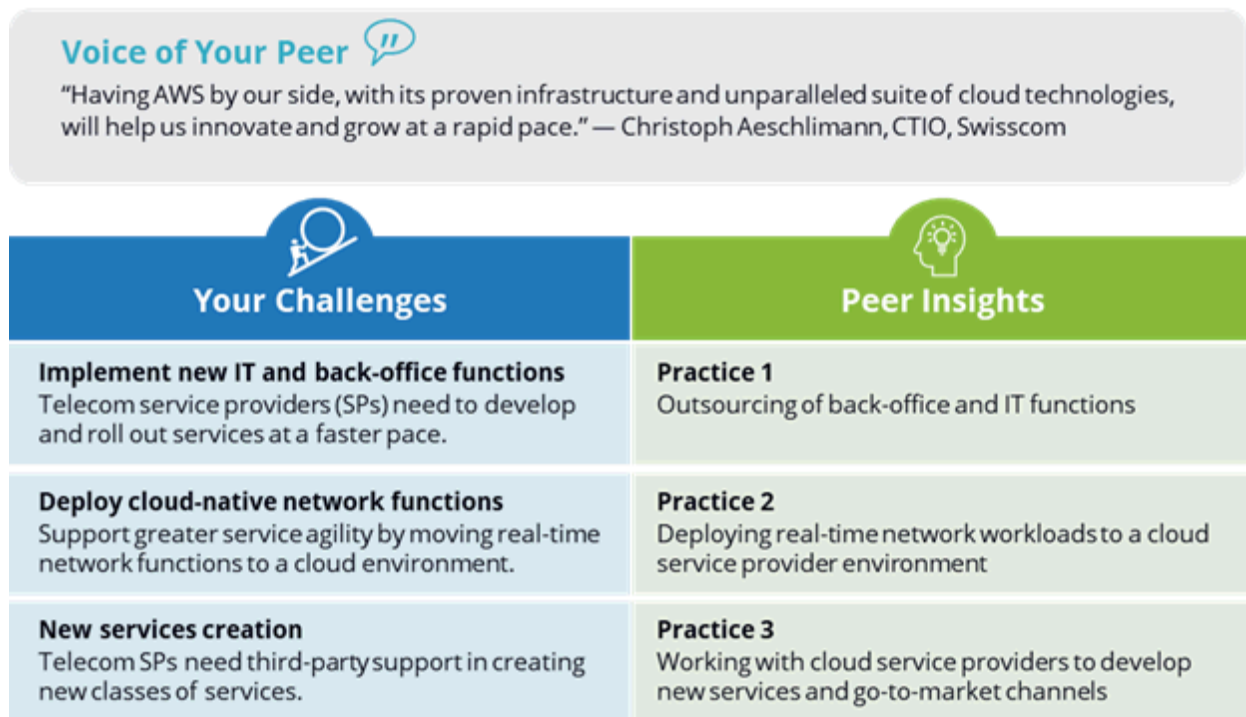 Voice of Your Peer
“Having AWS by our side, with its proven infrastructure and unparalleled suite of cloud technologies,
will help us innovate and grow at a rapid pace.” — Christoph Aeschlimann, CTIO, Swisscom
Your Challenges
Peer Insights
Implement new IT and back-office functions
Telecom service providers (SPs) need to develop
and roll out services at a faster pace.
Practice 1
Outsourcing of back-office and IT functions
Deploy cloud-native network functions
Support greater service agility by moving real-time
network functions to a cloud environment.
Practice 2
Deploying real-time network workloads to a cloud
service provider environment
New services creation
Telecom SPs need third-party support in creating
new classes of services.
Practice 3
Working with cloud service providers to develop
new services and go-to-market channels